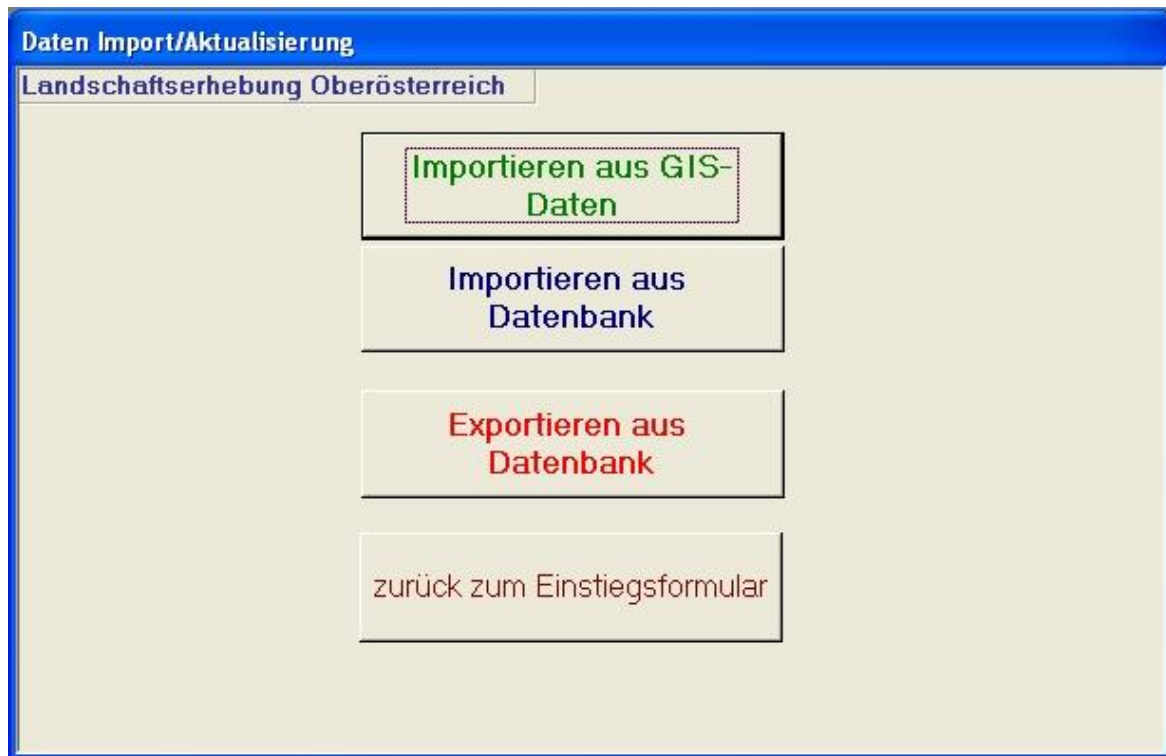 Daten Import/Aktualisierung
Landschaftserhebung Oberösterreich
Importieren aus GIS-
Daten
Importieren aus
Datenbank
Exportieren aus
Datenbank
zurück zum Einstiegsformular